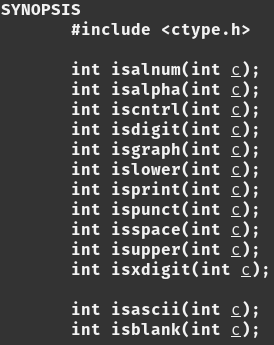 SYNOPSIS
#include <ctype.h>
int isalnum(int c);
int isalpha(int c);
int iscntrl(int c);
int isdigit(int c);
int isgraph(int c);
int islower(int c);
int isprint(int c);
int ispunct(int c);
int isspace(int c);
int isupper(int c);
int isxdigit(int c);
int isascii(int c);
int isblank(int c);